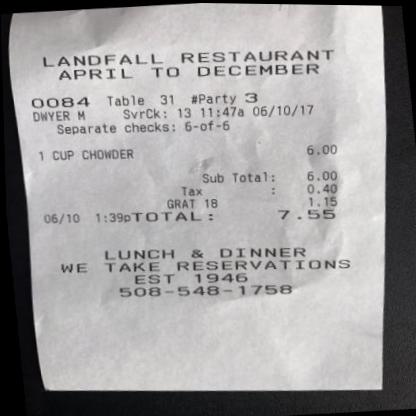 LANDFALL RESTAURANT
APRIL TO DECEMBER
0084 Table 31 #Party 3
DWYER M SvrCk: 13 11:47a 06/10/17
Separate checks: 6-of-6
1 CUP CHOWDER 6.00
Sub Total: 6.00
Tax : 0.40
GRAT 18 1.15
06/10 1:39pTOTAL: 7.55
LUNCH & DINNER
WE TAKE RESERVATIONS
EST 1946
508-548-1758